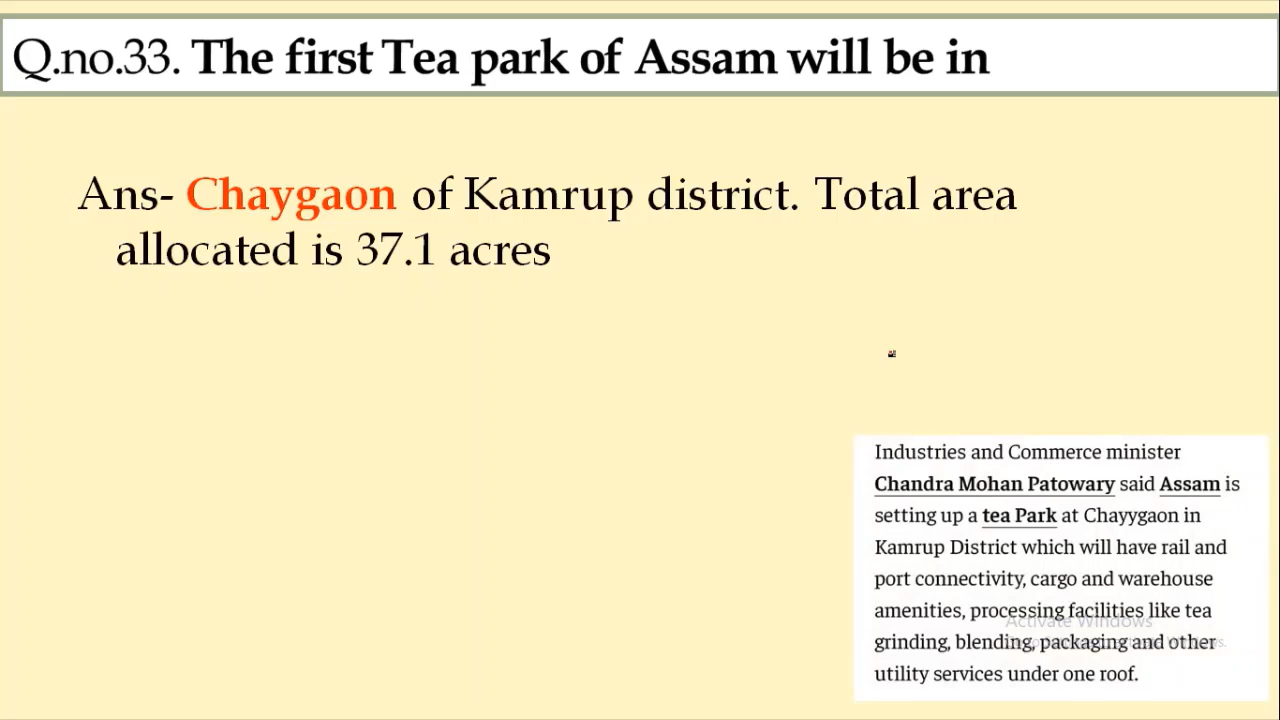 Q.no.33. The first Tea park of Assam will be in
Ans- Chaygaon of Kamrup district. Total area
allocated is 37.1 acres
Industries and Commerce minister
Chandra Mohan Patowary said Assam is
setting up a tea Park at Chayygaon in
Kamrup District which will have rail and
port connectivity, cargo and warehouse
amenities, processing facilities like tea
Activate Windows
grinding, blending, packaging and other
utility services under one roof.